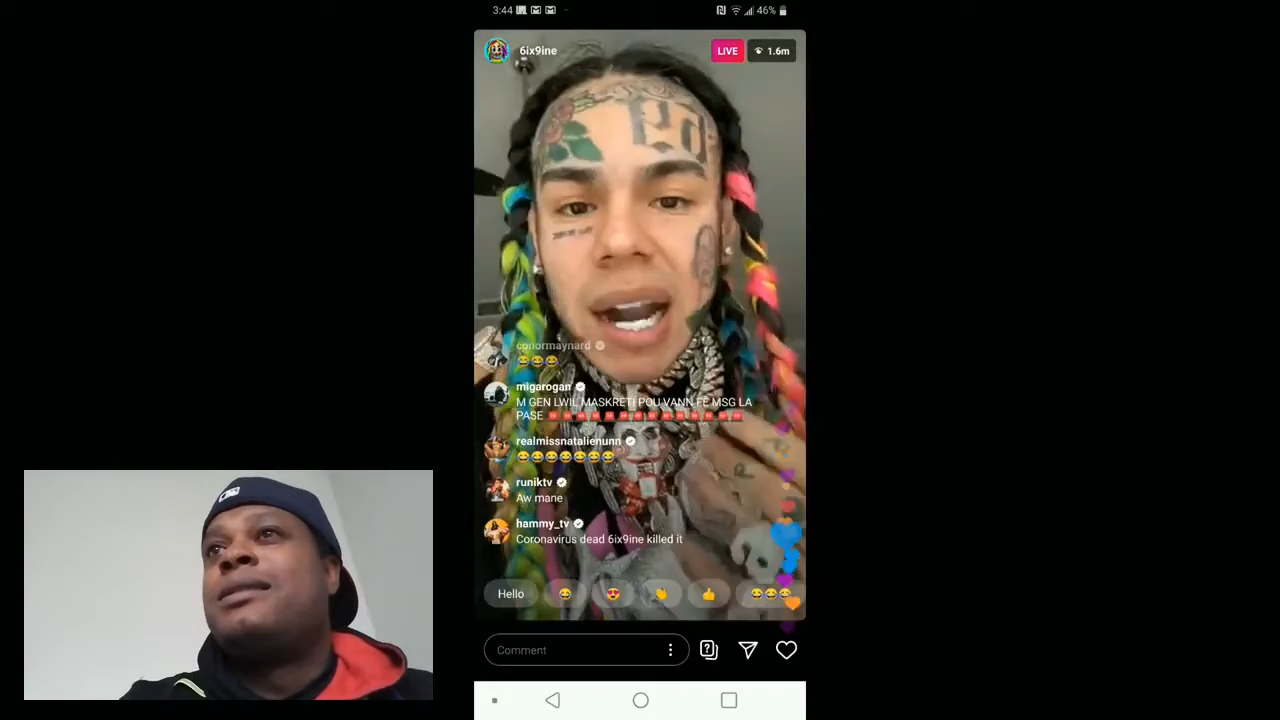 3:44
46%
6ix9ine
LIVE
1.6m
conormaynard
😂😂😂
migarogan
M GEN LWIL MASKRETI POU VANN FE MSG LA
PASE 🚨🚨🚨🚨🚨🚨🚨🚨🚨🚨🚨🚨🚨🚨
realmissnatalienunn
😂😂😂😂😂😂😂
runiktv
Aw mane
hammy_tv
Coronavirus dead 6ix9ine killed it
Hello 😂 😍 👏 👍 😂😂😂
Comment